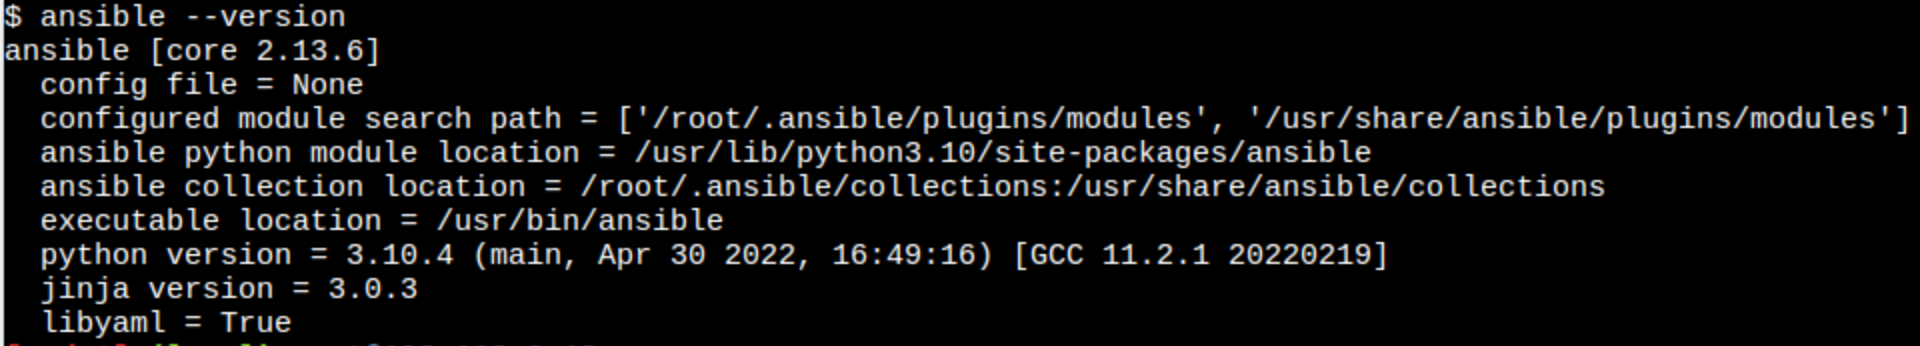 $ ansible --version
ansible [core 2.13.6]
config file = None
configured module search path = ['/root/.ansible/plugins/modules', '/usr/share/ansible/plugins/modules']
ansible python module location = /usr/lib/python3.10/site-packages/ansible
ansible collection location = /root/.ansible/collections:/usr/share/ansible/collections
executable location = /usr/bin/ansible
python version = 3.10.4 (main, Apr 30 2022, 16:49:16) [GCC 11.2.1 20220219]
jinja version = 3.0.3
libyaml = True